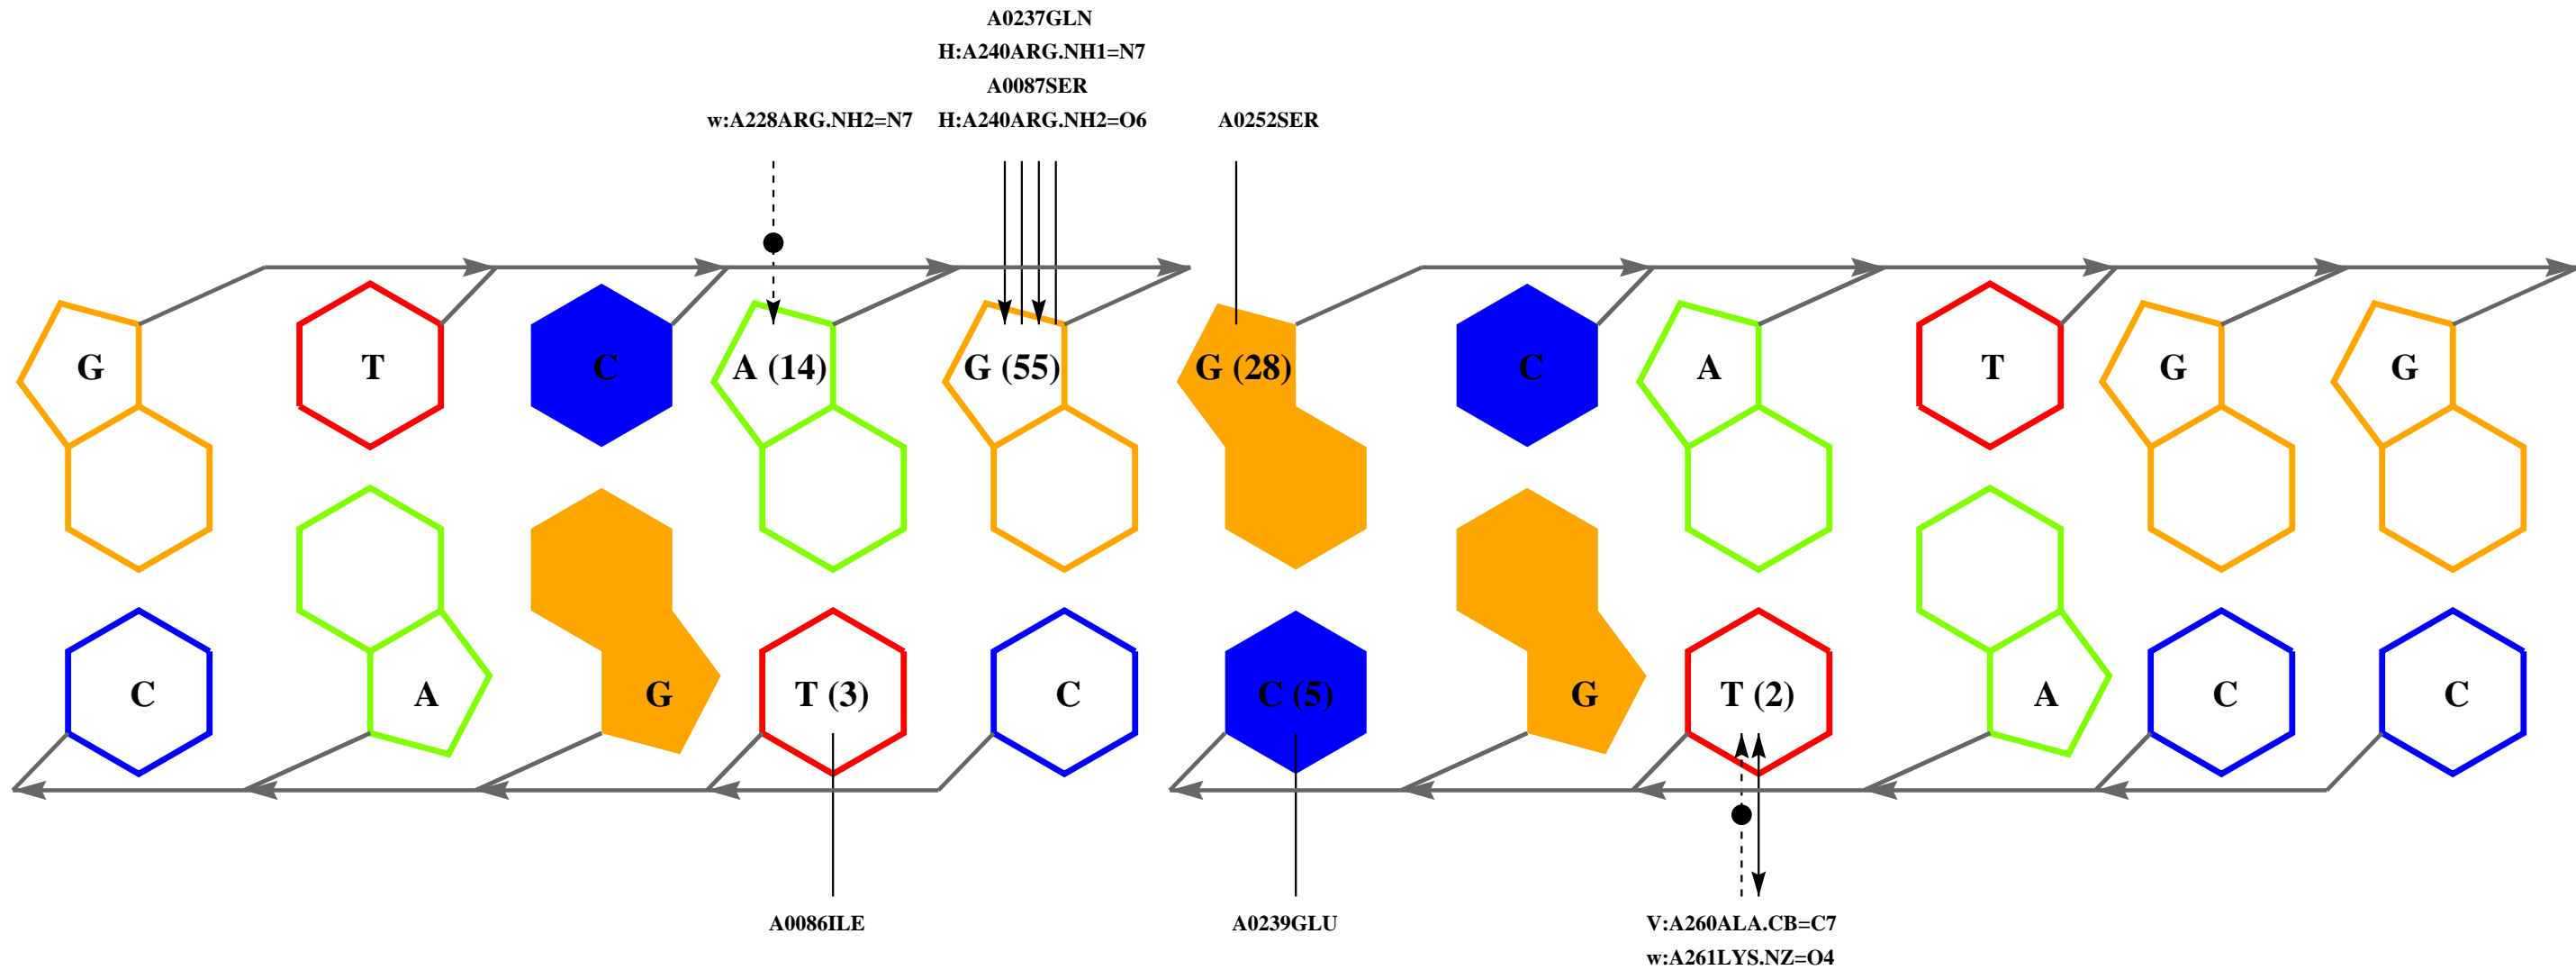 A0237GLN
H:A240ARG.NH1=N7
A0087SER
w:A228ARG.NH2=N7 H:A240ARG.NH2=O6 A0252SER
G T C A (14) G (55) G (28) C A T G G
C A G T (3) C C (5) G T (2) A C C
A0086ILE A0239GLU V:A260ALA.CB=C7
w:A261LYS.NZ=O4